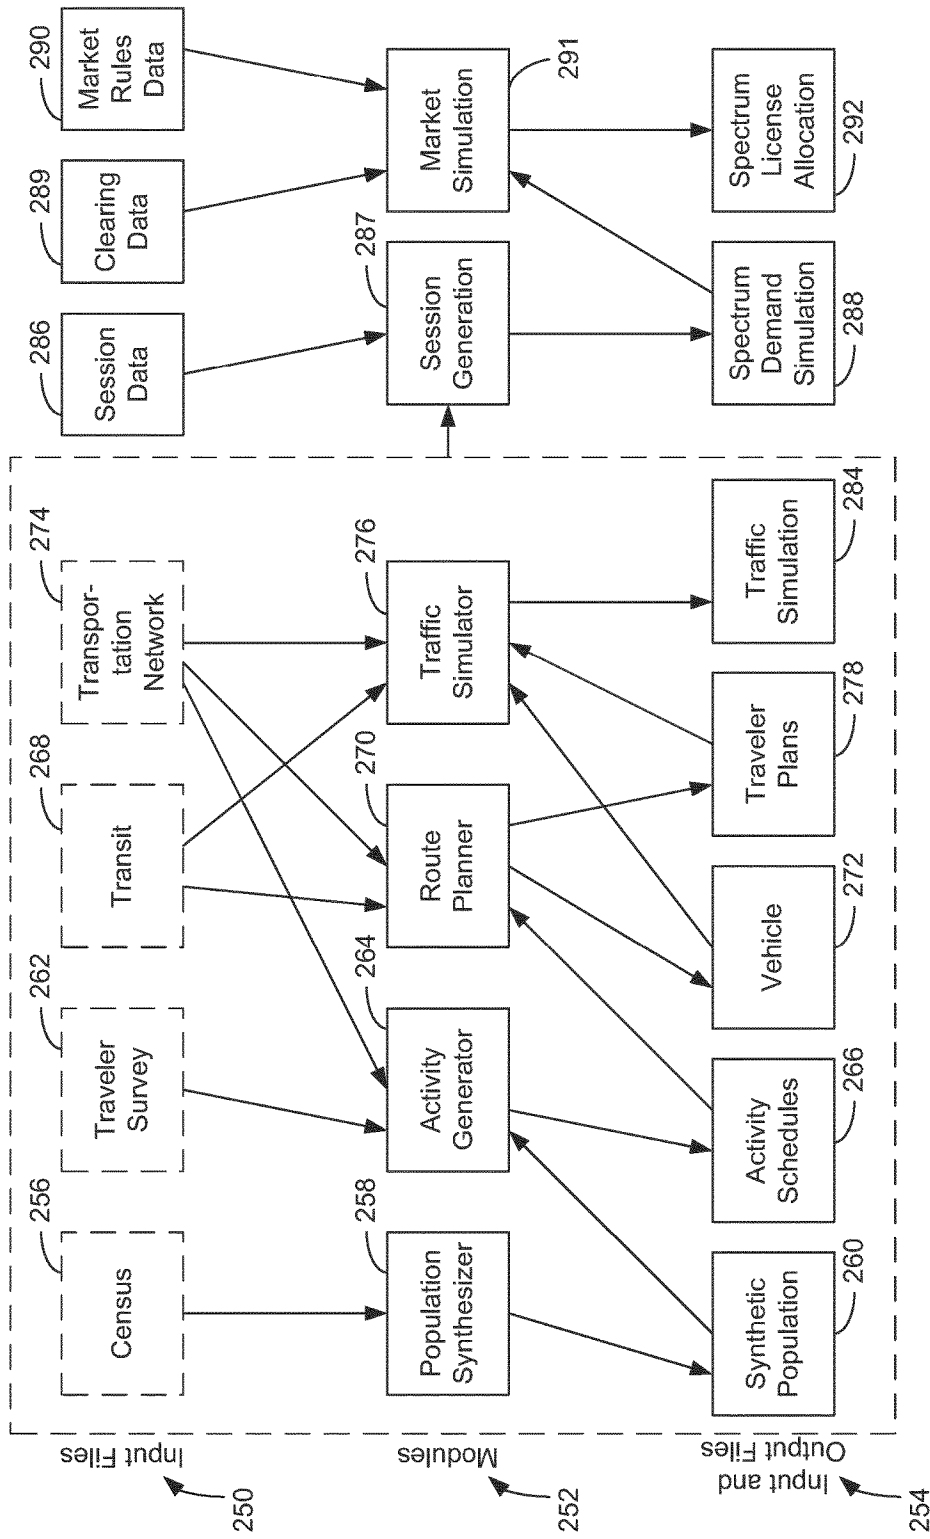 Input Files
250
256
Census
262
Traveler
Survey
268
Transit
274
Transpor-
tation
Network
286
Session
Data
289
Clearing
Data
290
Market
Rules
Data
Modules
252
258
Population
Synthesizer
264
Activity
Generator
270
Route
Planner
276
Traffic
Simulator
287
Session
Generation
Market
Simulation
291
Input and
Output Files
254
Synthetic
Population
260
Activity
Schedules
266
Vehicle
272
Traveler
Plans
278
Traffic
Simulation
284
Spectrum
Demand
Simulation
288
Spectrum
License
Allocation
292